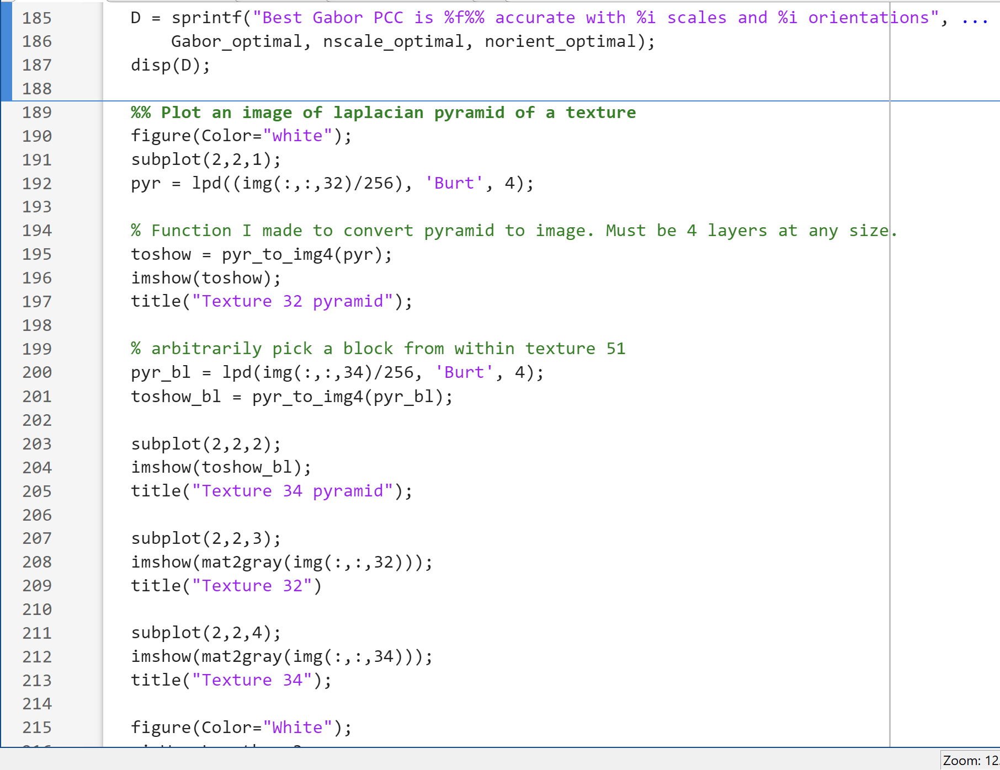 185 D = sprintf("Best Gabor PCC is %f%% accurate with %i scales and %i orientations", ...
186 Gabor_optimal, nscale_optimal, norient_optimal);
187 disp(D);
188
189 %% Plot an image of laplacian pyramid of a texture
190 figure(Color="white");
191 subplot(2,2,1);
192 pyr = lpd((img(:,:,32)/256), 'Burt', 4);
193
194 % Function I made to convert pyramid to image. Must be 4 layers at any size.
195 toshow = pyr_to_img4(pyr);
196 imshow(toshow);
197 title("Texture 32 pyramid");
198
199 % arbitrarily pick a block from within texture 51
200 pyr_bl = lpd(img(:,:,34)/256, 'Burt', 4);
201 toshow_bl = pyr_to_img4(pyr_bl);
202
203 subplot(2,2,2);
204 imshow(toshow_bl);
205 title("Texture 34 pyramid");
206
207 subplot(2,2,3);
208 imshow(mat2gray(img(:,:,32)));
209 title("Texture 32")
210
211 subplot(2,2,4);
212 imshow(mat2gray(img(:,:,34)));
213 title("Texture 34");
214
215 figure(Color="White");
Zoom: 12